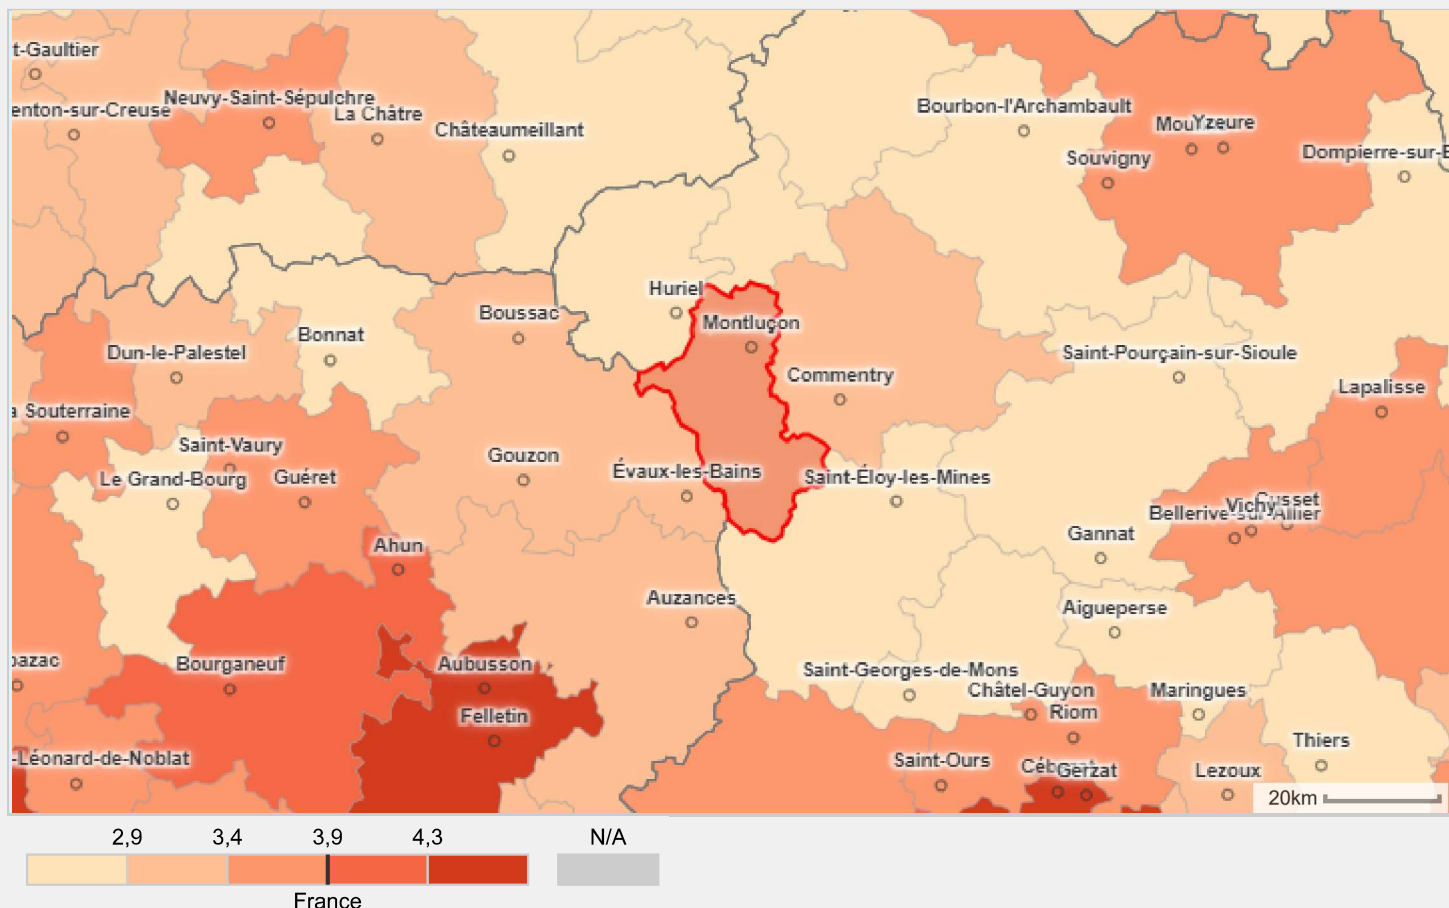 t-Gaultier
Neuvy-Saint-Sépulchre
enton-sur-Creuse
La Châtre
Châteaumeillant
Bourbon-l'Archambault
Yzeure
Souvigny
Dompierre-sur-B
Huriel
Boussac
Montluçon
Bonnat
Dun-le-Palestel
Saint-Pourçain-sur-Sioule
Commentry
Lapalisse
a Souterraine
Saint-Vaury
Gouzon
Évaux-les-Bains
Guéret
Le Grand-Bourg
Saint-Éloy-les-Mines
Cusset
Vichy
Bellerive-sur-Allier
Gannat
Ahun
Auzances
Aigueperse
bazac
Bourganeuf
Aubusson
Saint-Georges-de-Mons
Châtel-Guyon
Maringues
Felletin
Riom
Thiers
-Léonard-de-Noblat
Saint-Ours
Gerzat
Lezoux
20km
2,9 3,4 3,9 4,3 N/A
France